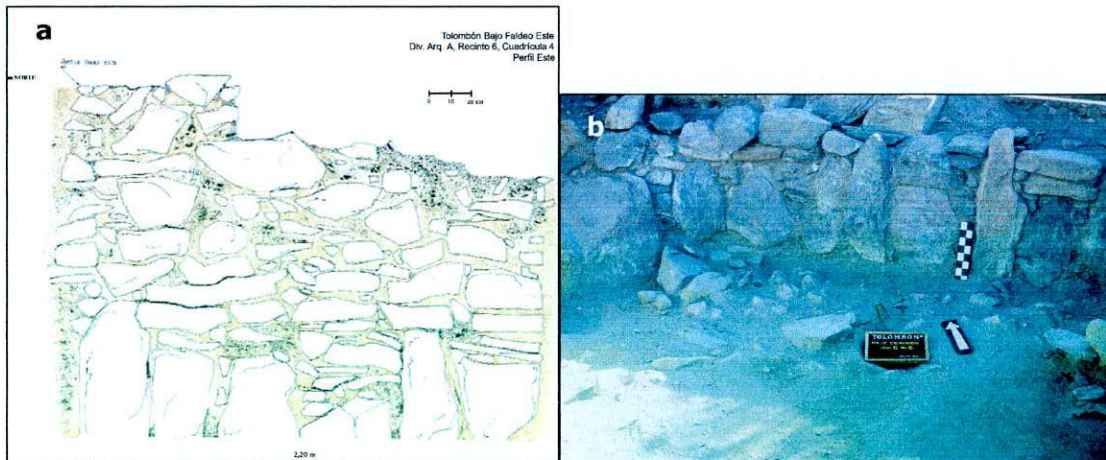 a
Tolombón Bajo Faldeo Este
Div. Arq. A, Recinto 6, Cuadrícula 4
Perfil Este
NORTE
0 10 20 cm
2,20 m
b
TOLOMBON